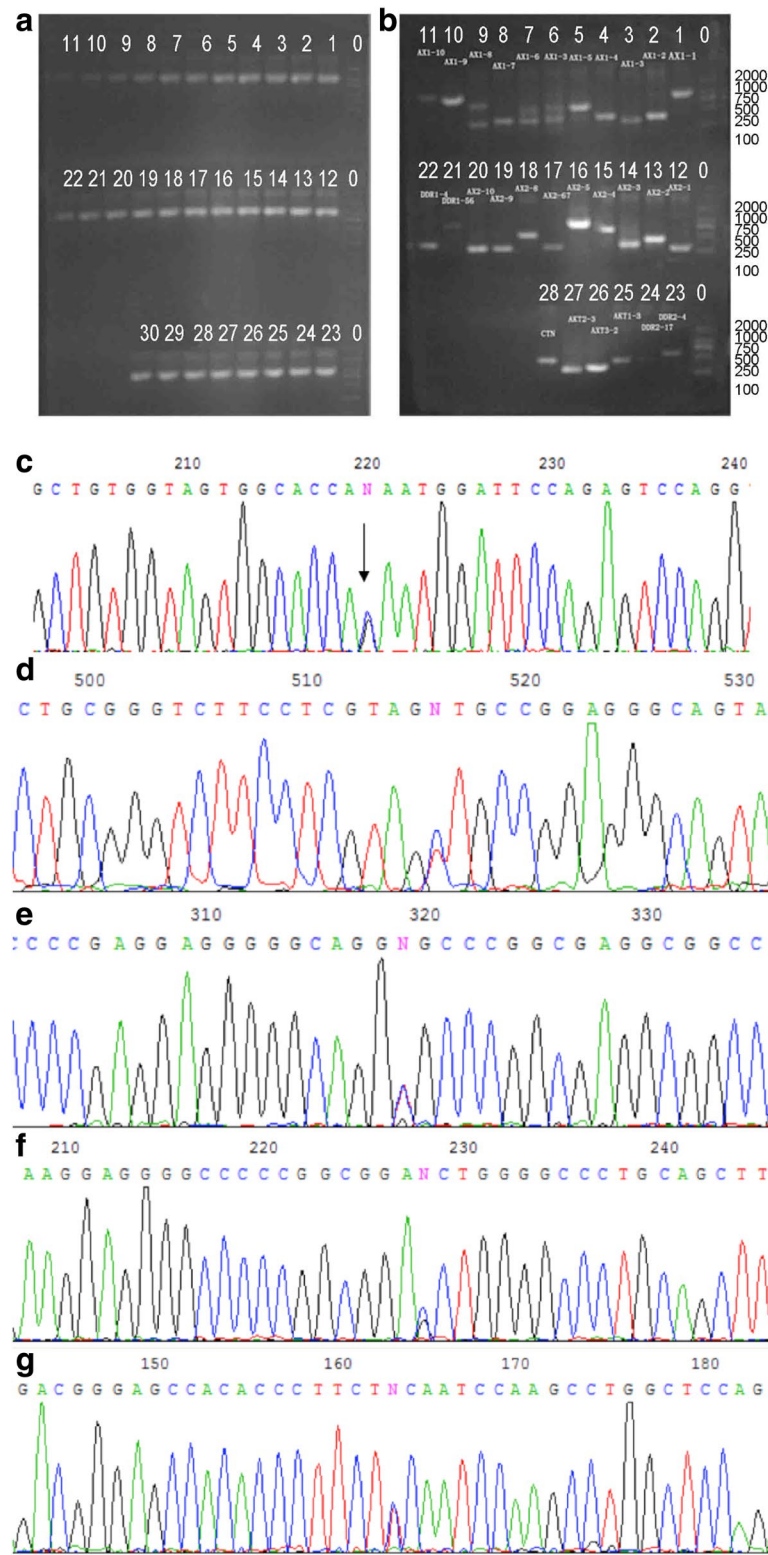 a
11 10 9 8 7 6 5 4 3 2 1 0
22 21 20 19 18 17 16 15 14 13 12 0
30 29 28 27 26 25 24 23 0
b
11 10 9 8 7 6 5 4 3 2 1 0
AX1-10 AX1-9 AX1-8 AX1-7 AX1-6 AX1-3 AX1-5 AX1-4 AX1-3 AX1-2 AX1-1
2000
1000
750
500
250
100
22 21 20 19 18 17 16 15 14 13 12 0
DDR1-4 DDR1-56 AX2-10 AX2-9 AX2-8 AX2-67 AX2-5 AX2-4 AX2-3 AX2-2 AX2-1
2000
1000
750
500
250
100
28 27 26 25 24 23 0
CTN AKT2-3 AKT3-2 AKT1-3 DDR2-17 DDR2-4
2000
1000
750
500
250
100
c
210 220 230 240
G C T G T G G T A G T G G C A C C A N A A T G G A T T C C A G A G T C C A G G
d
500 510 520 530
C T G C G G G T C T T C C T C G T A G N T G C C G G A G G G C A G T A
e
310 320 330
C C C C G A G G A G G G G G C A G G N G C C C G G C G A G G C G G C C
f
210 220 230 240
A A G G A G G G G C C C C C G G C G G A N C T G G G G C C C T G C A G C T T
g
150 160 170 180
G A C G G G A G C C A C A C C C T T C T N C A A T C C A A G C C T G G C T C C A G